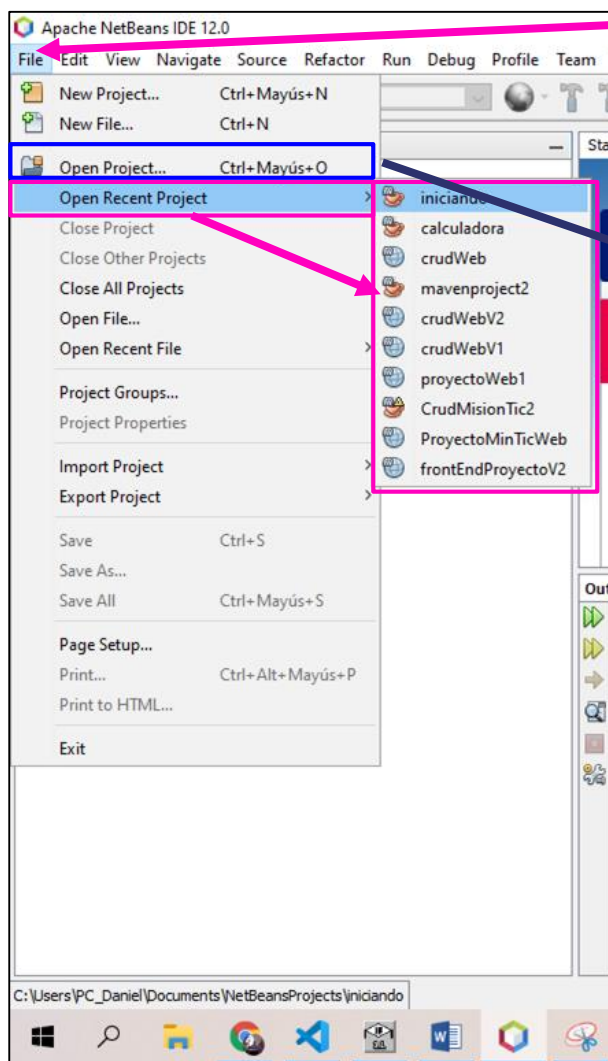 Apache NetBeans IDE 12.0
File Edit View Navigate Source Refactor Run Debug Profile Team
New Project... Ctrl+Mayús+N
New File... Ctrl+N
Sta
Open Project... Ctrl+Mayús+O
Open Recent Project
iniciando
Close Project
calculadora
Close Other Projects
crudWeb
Close All Projects
mavenproject2
Open File...
crudWebV2
Open Recent File
crudWebV1
proyectoWeb1
Project Groups...
CrudMisionTic2
Project Properties
ProyectoMinTicWeb
Import Project
frontEndProyectoV2
Export Project
Save Ctrl+S
Save As...
Save All Ctrl+Mayús+S
Out
Page Setup...
Print... Ctrl+Alt+Mayús+P
Print to HTML...
Exit
C:\Users\PC_Daniel\Documents\NetBeansProjects\iniciando